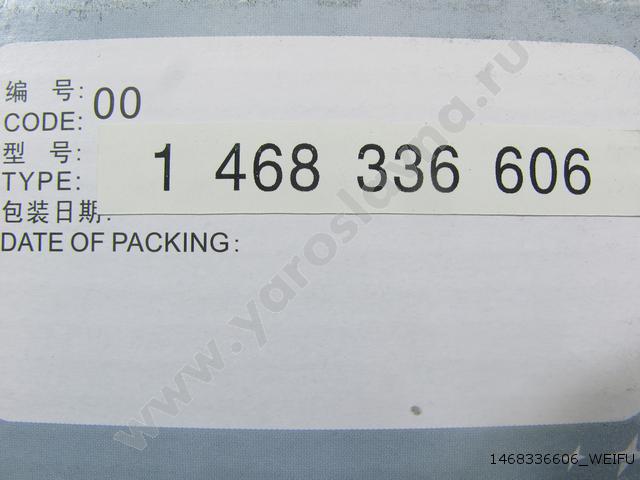 编 号: 00
CODE:
型 号: 1 468 336 606
TYPE:
包装日期:
DATE OF PACKING:
www.yaroslavna.ru
1468336606_WEIFU